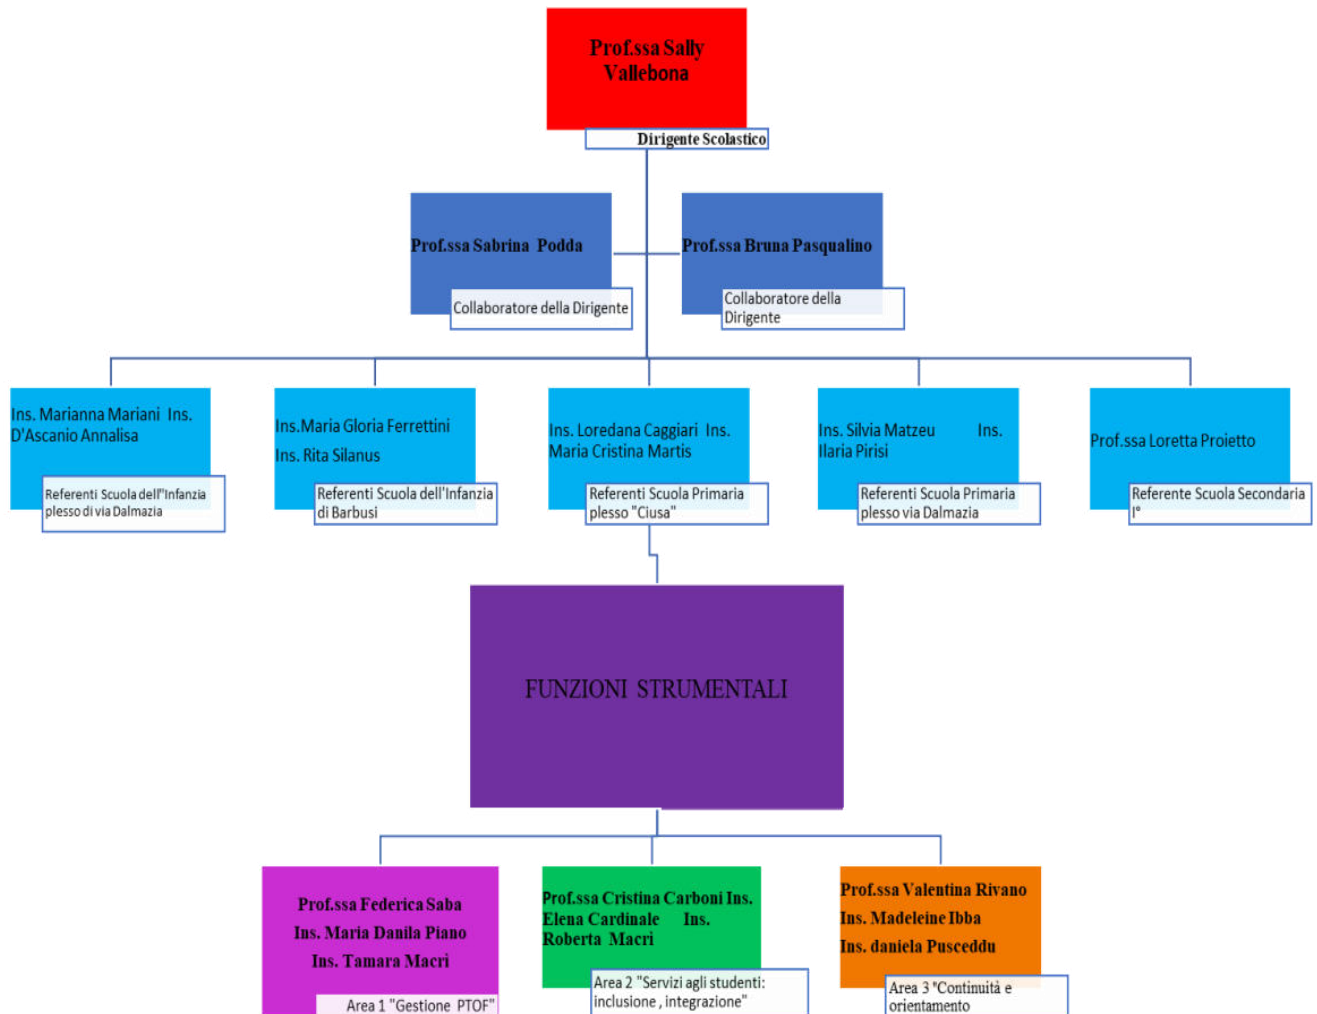 Prof.ssa Sally
Vallebona
Dirigente Scolastico
Prof.ssa Sabrina Podda
Collaboratore della Dirigente
Prof.ssa Bruna Pasqualino
Collaboratore della
Dirigente
Ins. Marianna Mariani Ins.
D'Ascanio Annalisa
Referenti Scuola dell''Infanzia
plesso di via Dalmazia
Ins.Maria Gloria Ferrettini
Ins. Rita Silanus
Referenti Scuola dell'Infanzia
di Barbusi
Ins. Loredana Caggiari Ins.
Maria Cristina Martis
Referenti Scuola Primaria
plesso "Ciusa"
Ins. Silvia Matzeu Ins.
Ilaria Pirisi
Referenti Scuola Primaria
plesso via Dalmazia
Prof.ssa Loretta Proietto
Referente Scuola Secondaria
I°
FUNZIONI STRUMENTALI
Prof.ssa Federica Saba
Ins. Maria Danila Piano
Ins. Tamara Macrì
Area 1 "Gestione PTOF"
Prof.ssa Cristina Carboni Ins.
Elena Cardinale Ins.
Roberta Macri
Area 2 "Servizi agli studenti:
inclusione , integrazione"
Prof.ssa Valentina Rivano
Ins. Madeleine Ibba
Ins. daniela Pusceddu
Area 3 "Continuità e
orientamento